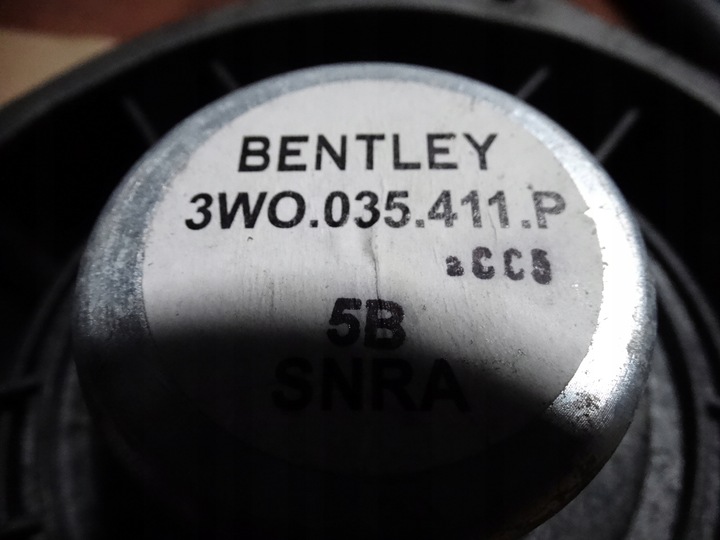 BENTLEY
3WO.035.411.P
aCC5
5B
SNRA